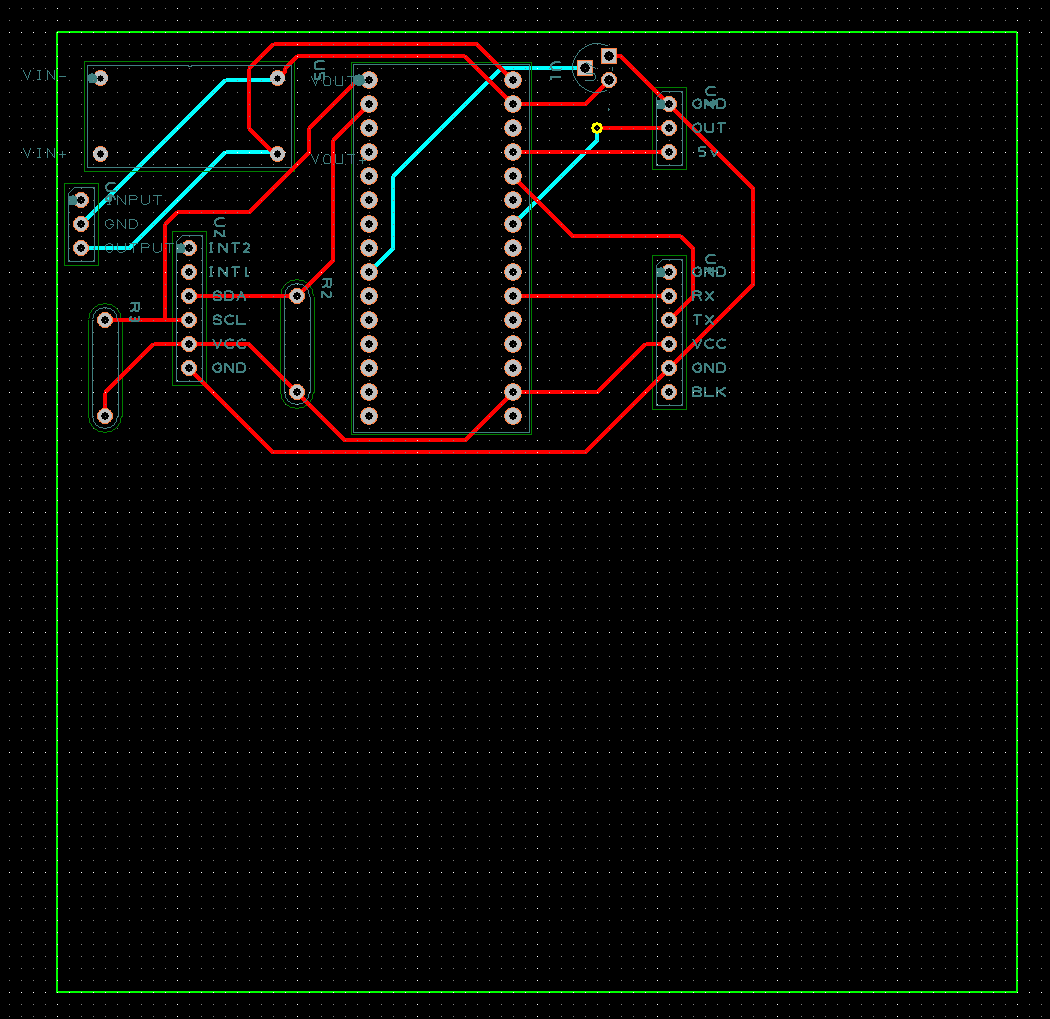 VIN-
VIN+
U5
VOUT-
VOUT+
U1
GND
OUT
5V
INPUT
GND
OUTPUT
U2
INT2
INT1
SDA
SCL
VCC
GND
R2
R3
GND
RX
TX
VCC
GND
BLK